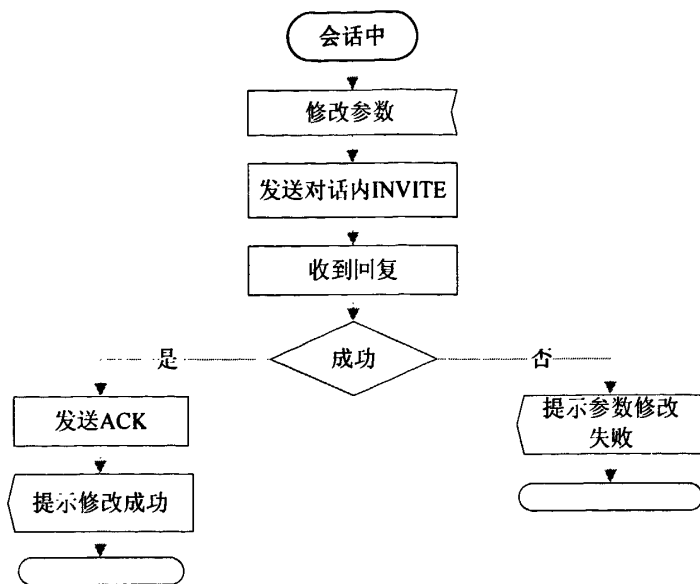 会话中
修改参数
发送对话内INVITE
收到回复
成功
是
否
发送ACK
提示参数修改
失败
提示修改成功